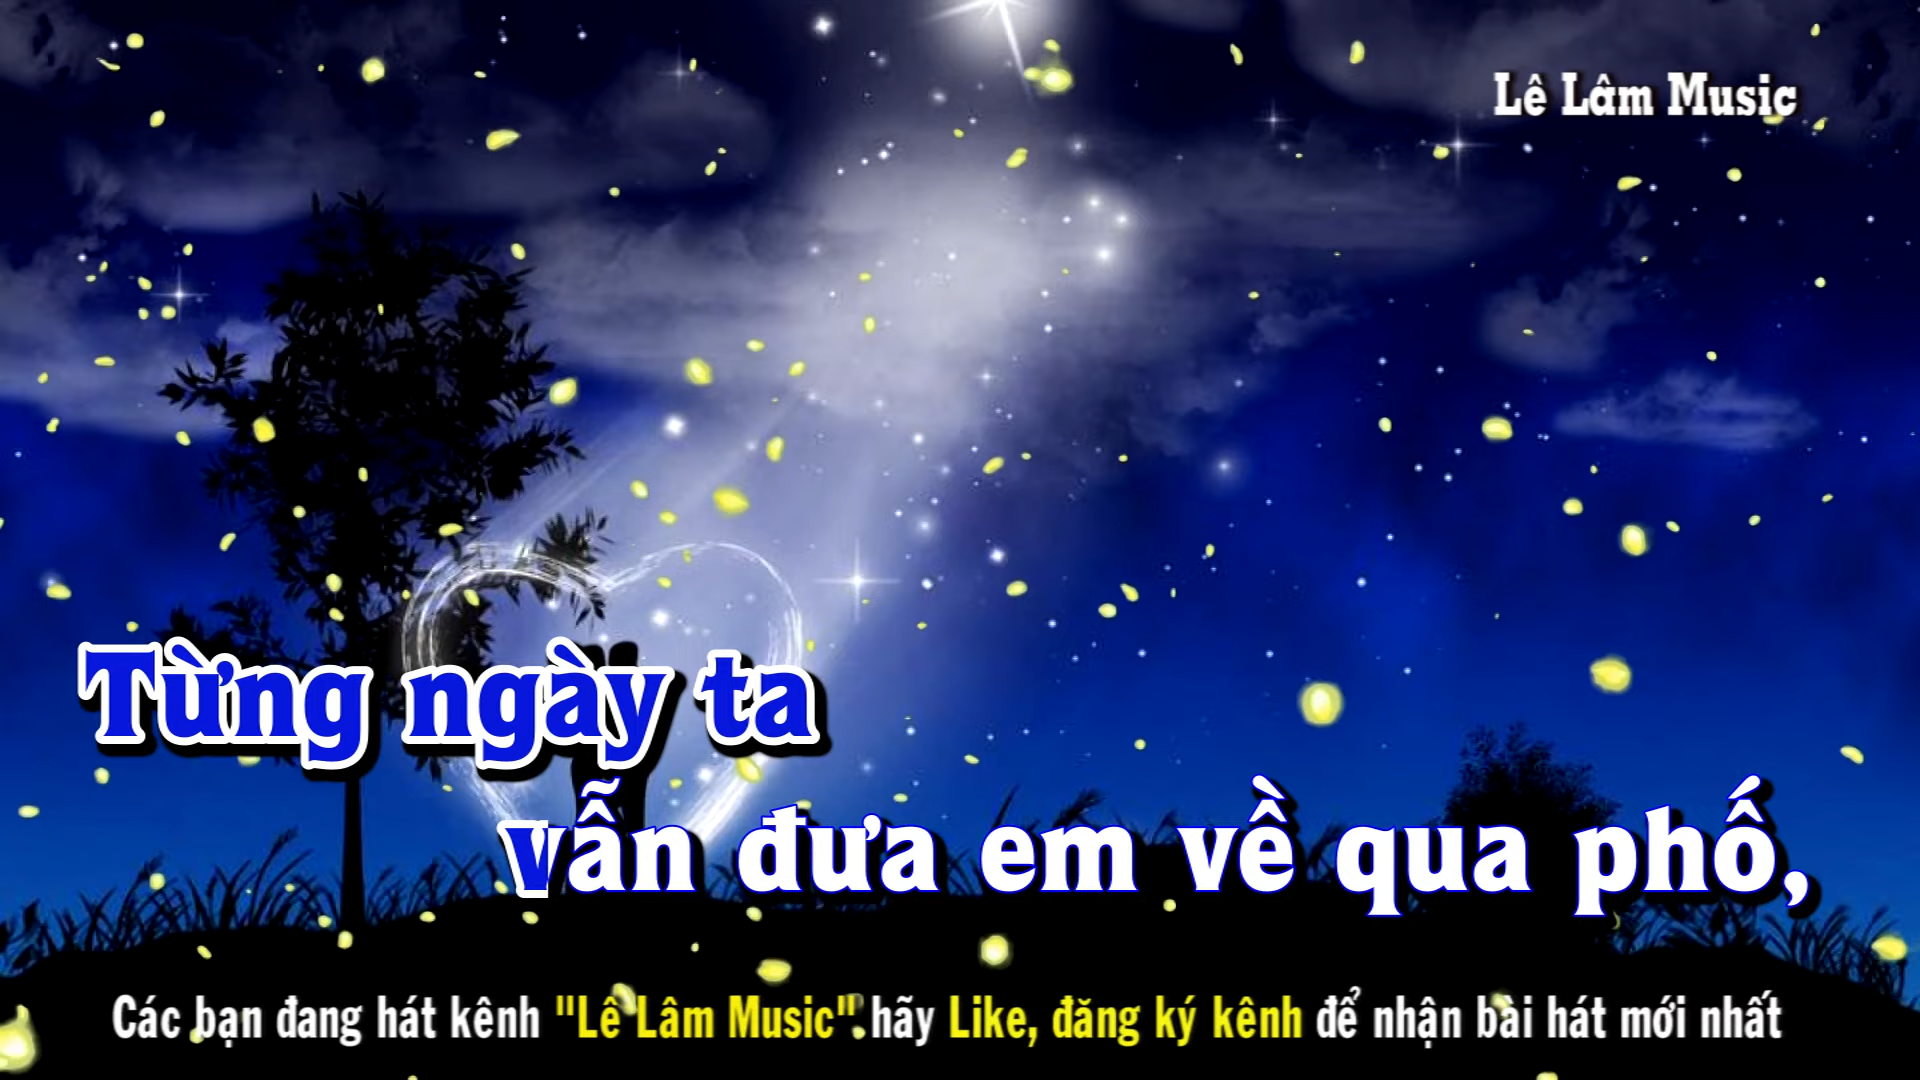 Lê Lâm Music
Từng ngày ta
vẫn đưa em về qua phố,
Các bạn đang hát kênh "Lê Lâm Music". hãy Like, đăng ký kênh để nhận bài hát mới nhất